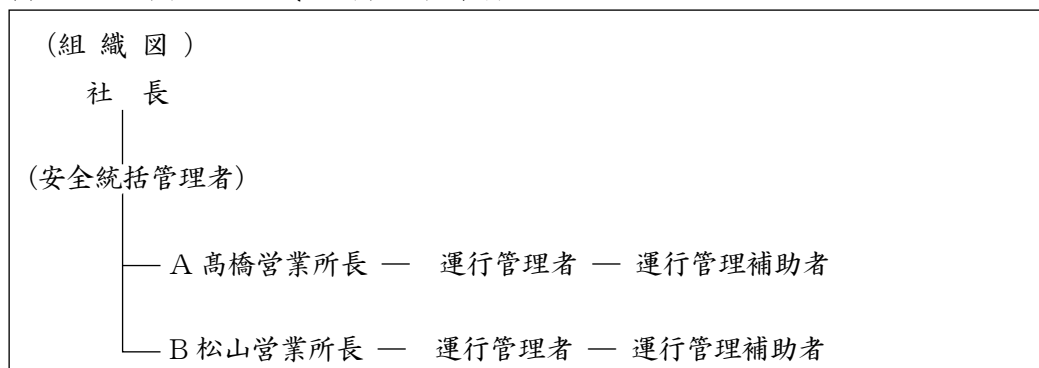 (組 織 図 )
社 長
(安全統括管理者)
A 髙橋営業所長 ― 運行管理者 ― 運行管理補助者
B 松山営業所長 ― 運行管理者 ― 運行管理補助者